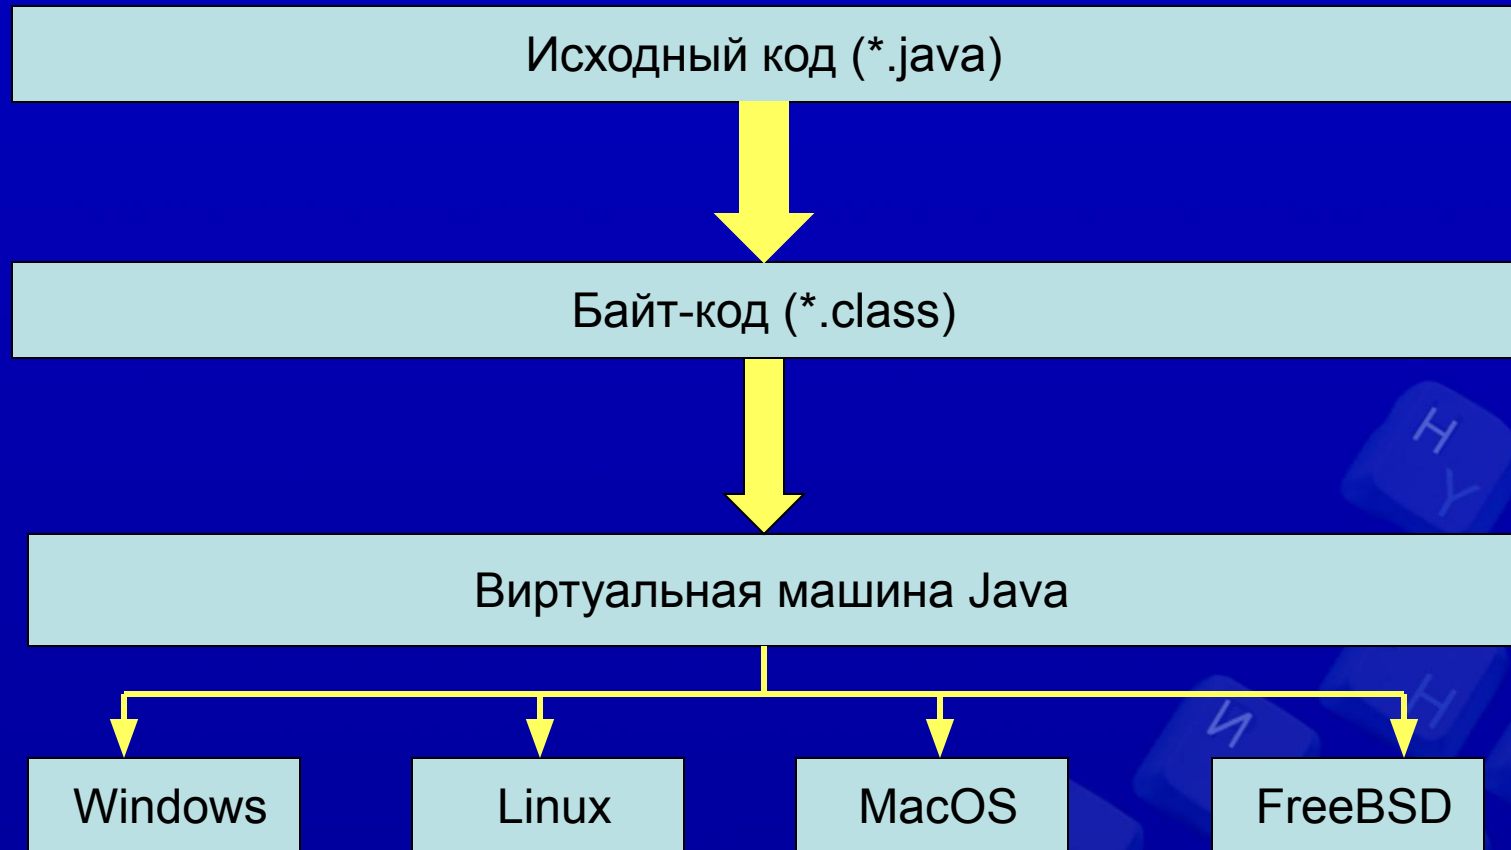 Исходный код (*.java)
Байт-код (*.class)
Виртуальная машина Java
Windows
Linux
MacOS
FreeBSD
Н
Y
И
Н